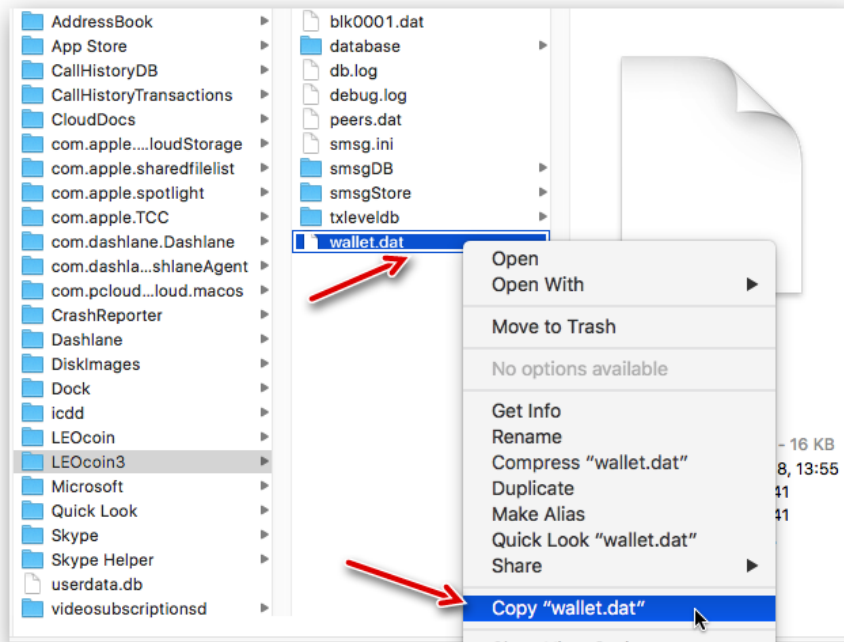 AddressBook
App Store
CallHistoryDB
CallHistoryTransactions
CloudDocs
com.apple....loudStorage
com.apple.sharedfilelist
com.apple.spotlight
com.apple.TCC
com.dashlane.Dashlane
com.dashla...shlaneAgent
com.pcloud...loud.macos
CrashReporter
Dashlane
DiskImages
Dock
icdd
LEOcoin
LEOcoin3
Microsoft
Quick Look
Skype
Skype Helper
userdata.db
videosubscriptionsd
blk0001.dat
database
db.log
debug.log
peers.dat
smsg.ini
smsgDB
smsgStore
txleveldb
wallet.dat
Open
Open With
Move to Trash
No options available
Get Info
Rename
Compress “wallet.dat”
Duplicate
Make Alias
Quick Look “wallet.dat”
Share
Copy “wallet.dat”
- 16 KB
8, 13:55
41
41